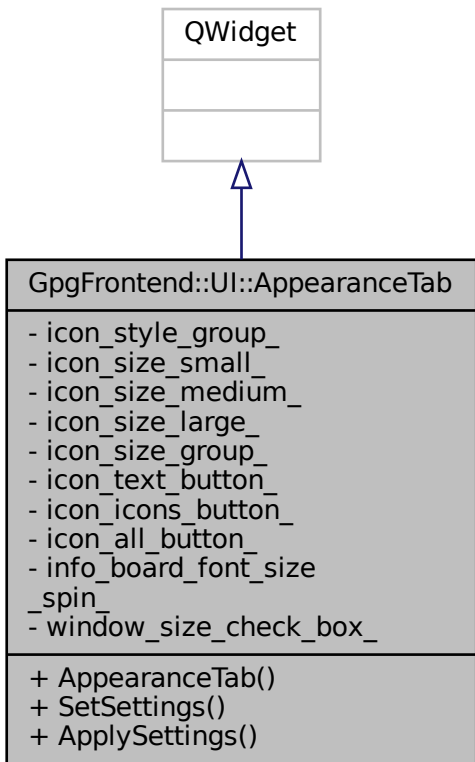 QWidget
GpgFrontend::UI::AppearanceTab
- icon_style_group_
- icon_size_small_
- icon_size_medium_
- icon_size_large_
- icon_size_group_
- icon_text_button_
- icon_icons_button_
- icon_all_button_
- info_board_font_size
_spin_
- window_size_check_box_
+ AppearanceTab()
+ SetSettings()
+ ApplySettings()